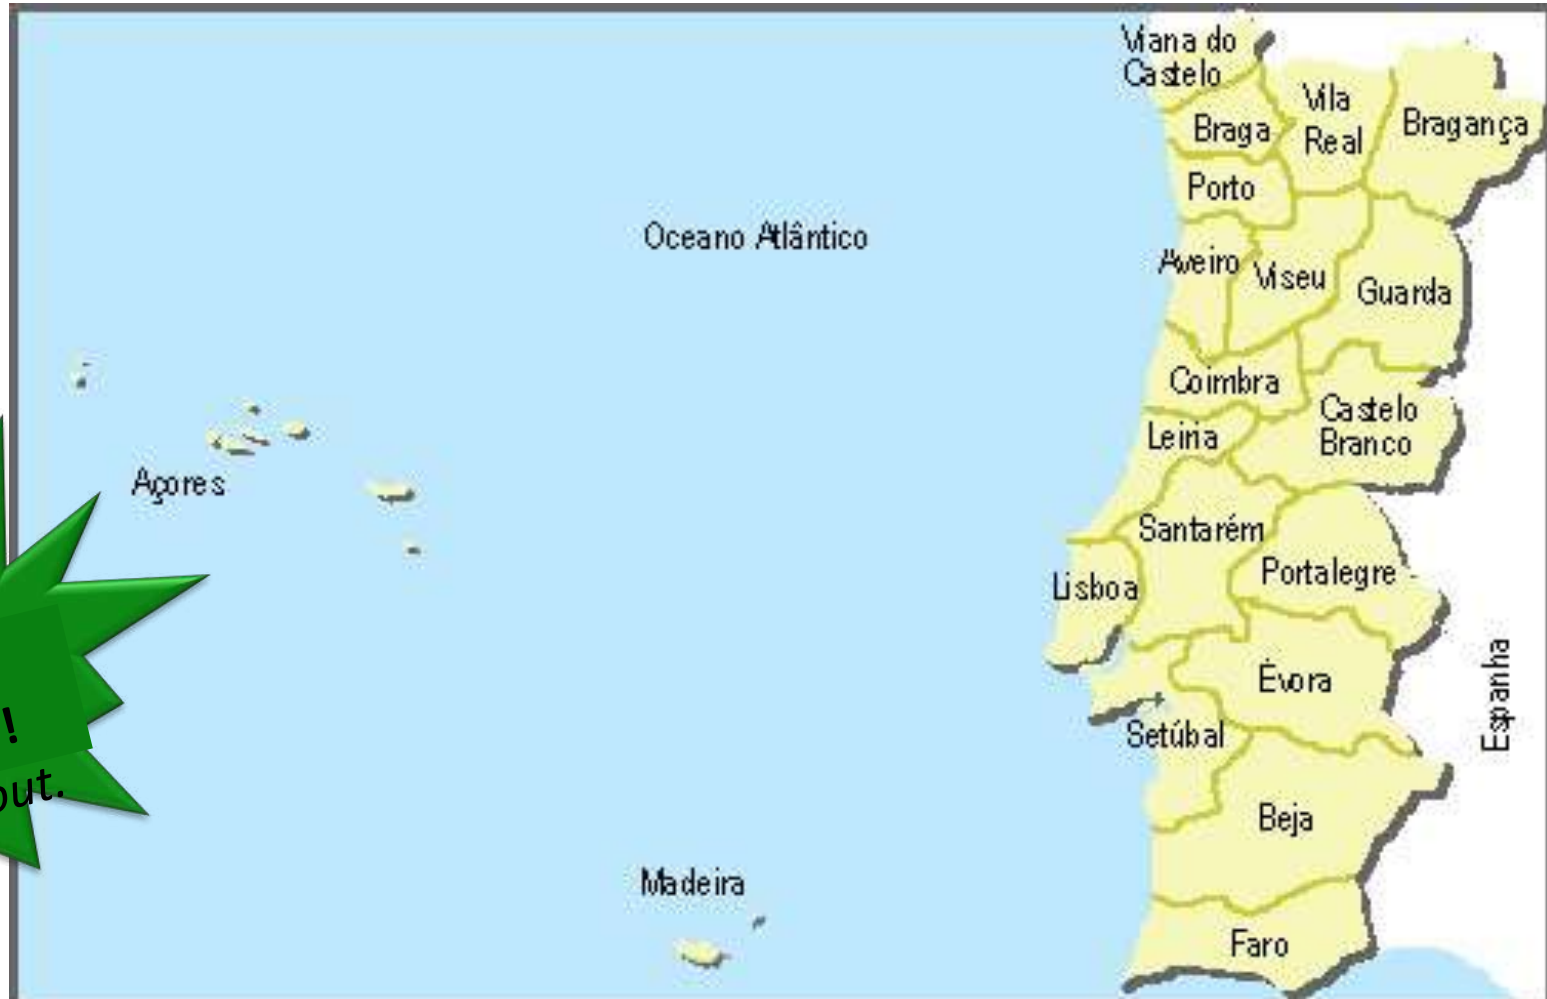 Viana do
Castelo
Braga
Vila
Real
Bragança
Porto
Oceano Atlântico
Aveiro
Viseu
Guarda
Coimbra
Castelo
Branco
Leiria
Açores
Santarém
Portalegre
Lisboa
Évora
Espanha
!
Setúbal
Beja
Madeira
Faro